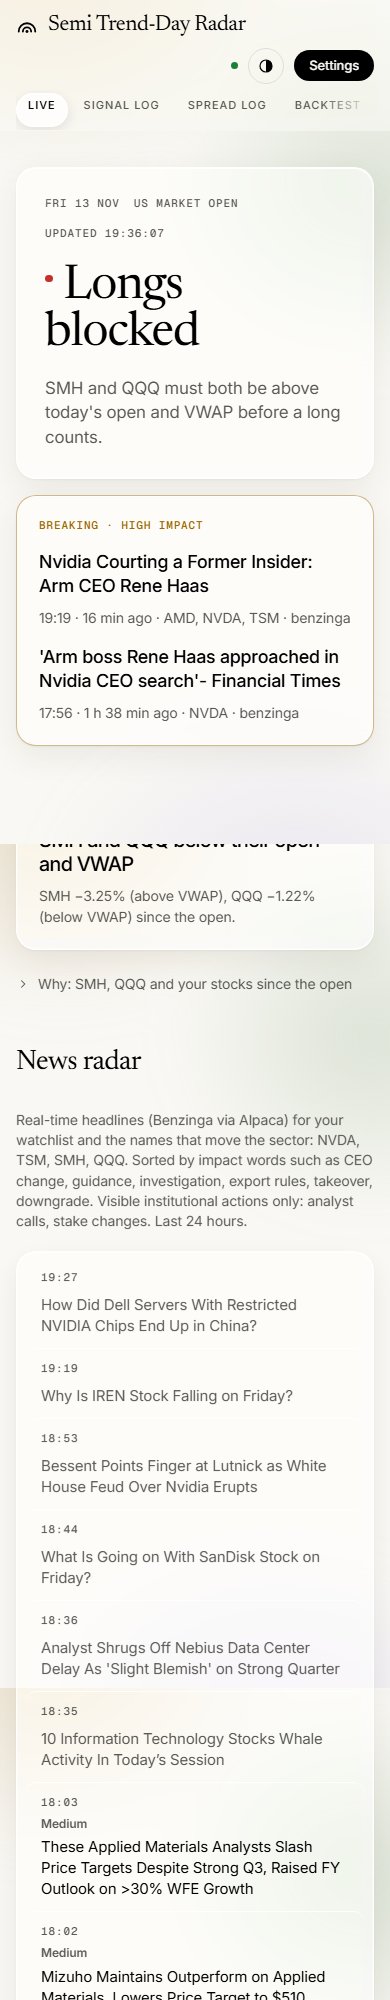 Semi Trend-Day Radar
Settings
LIVE
SIGNAL LOG
SPREAD LOG
BACKTEST
FRI 13 NOV US MARKET OPEN
UPDATED 19:36:07
Longs
blocked
SMH and QQQ must both be above
today's open and VWAP before a long
counts.
BREAKING · HIGH IMPACT
Nvidia Courting a Former Insider:
Arm CEO Rene Haas
19:19 · 16 min ago · AMD, NVDA, TSM · benzinga
'Arm boss Rene Haas approached in
Nvidia CEO search'- Financial Times
17:56 · 1 h 38 min ago · NVDA · benzinga
SMH and QQQ below their open
and VWAP
SMH −3.25% (above VWAP), QQQ −1.22%
(below VWAP) since the open.
Why: SMH, QQQ and your stocks since the open
News radar
Real-time headlines (Benzinga via Alpaca) for your
watchlist and the names that move the sector: NVDA,
TSM, SMH, QQQ. Sorted by impact words such as CEO
change, guidance, investigation, export rules, takeover,
downgrade. Visible institutional actions only: analyst
calls, stake changes. Last 24 hours.
19:27
How Did Dell Servers With Restricted
NVIDIA Chips End Up in China?
19:19
Why Is IREN Stock Falling on Friday?
18:53
Bessent Points Finger at Lutnick as White
House Feud Over Nvidia Erupts
18:44
What Is Going on With SanDisk Stock on
Friday?
18:36
Analyst Shrugs Off Nebius Data Center
Delay As 'Slight Blemish' on Strong Quarter
18:35
10 Information Technology Stocks Whale
Activity In Today’s Session
18:03
Medium
These Applied Materials Analysts Slash
Price Targets Despite Strong Q3, Raised FY
Outlook on >30% WFE Growth
18:02
Medium
Mizuho Maintains Outperform on Applied
Materials, Lowers Price Target to $510